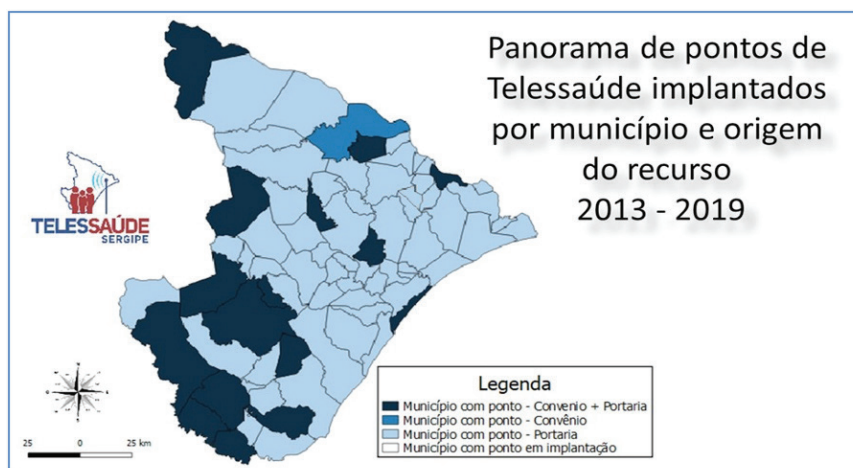 Panorama de pontos de
Telessaúde implantados
por município e origem
do recurso
2013 - 2019
TELESSAÚDE
SERGIPE
Legenda
Município com ponto - Convenio + Portaria
Município com ponto - Convênio
Município com ponto - Portaria
Município com ponto em implantação
25 0 25 km